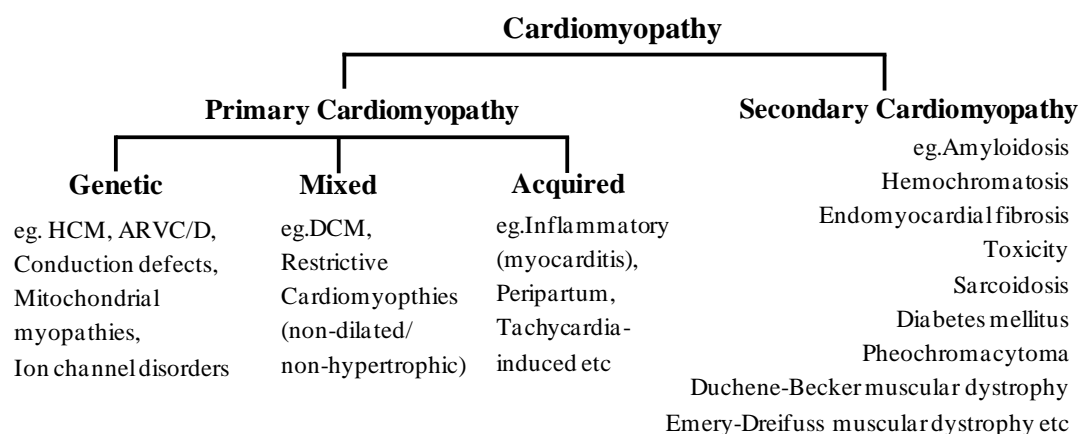 Cardiomyopathy
Primary Cardiomyopathy
Secondary Cardiomyopathy
Genetic
eg. HCM, ARVC/D,
Conduction defects,
Mitochondrial
myopathies,
Ion channel disorders
Mixed
eg.DCM,
Restrictive
Cardiomyopthies
(non-dilated/
non-hypertrophic)
Acquired
eg.Inflammatory
(myocarditis),
Peripartum,
Tachycardia-
induced etc
eg.Amyloidosis
Hemochromatosis
Endomyocardial fibrosis
Toxicity
Sarcoidosis
Diabetes mellitus
Pheochromacytoma
Duchene-Becker muscular dystrophy
Emery-Dreifuss muscular dystrophy etc